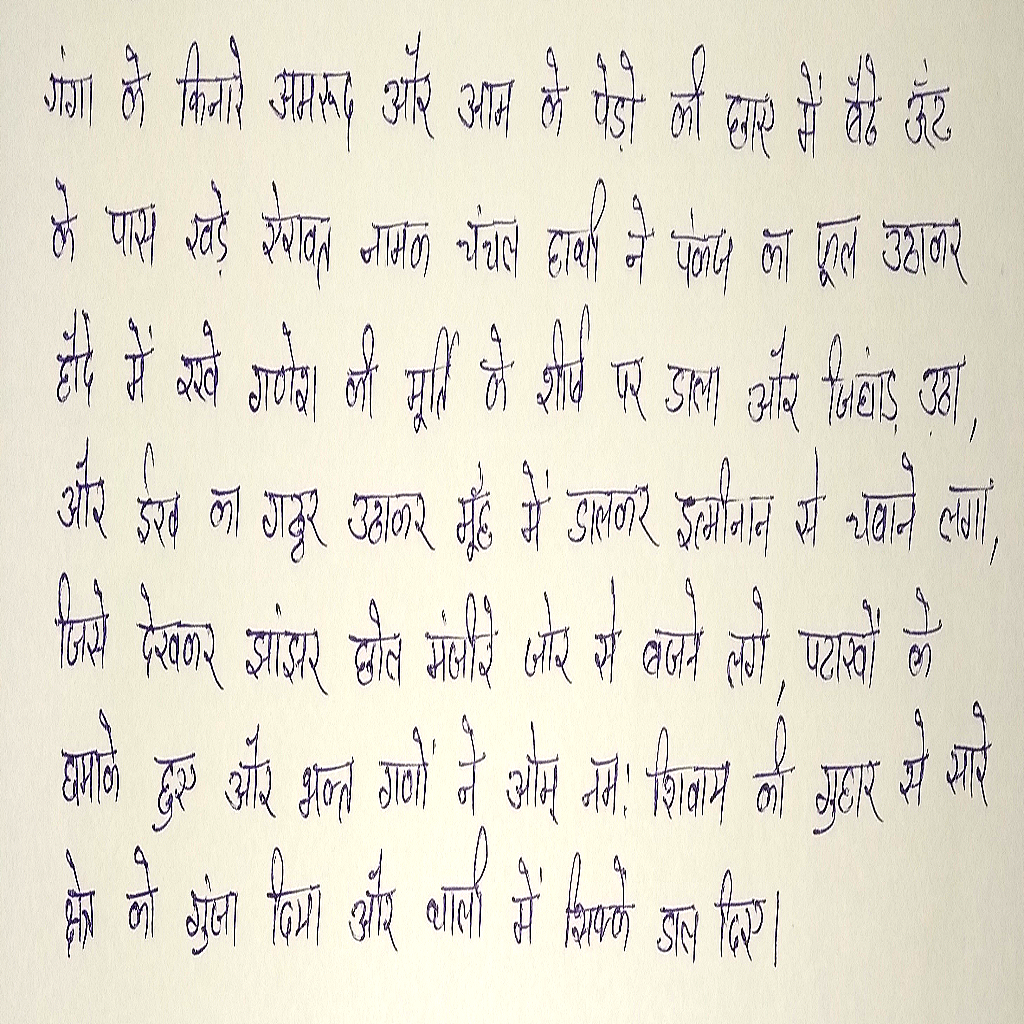 गंगा के किनारे अमरूद और आम के पेड़ो की छाए में बैठे ऊँट
के पास खड़े ऐरावत नामक चंचल हाथी ने पंकज का फूल उठाकर
हौदे में रखे गणेश की मूर्ति के शीर्ष पर डाला और चिंघाड़ उठा,
और ईख का गट्ठर उठाकर मूँह में डालकर इत्मीनान से चबाने लगा,
जिसे देखकर झांझर ढोल मंजीरे जोर से बजने लगे, पटाखों के
धमाके हुए और भक्त गणों ने ओम् नमः शिवाय की गुहार से सारे
क्षेत्र को गुंजा दिया और थाली में सिक्कें डाल दिए।